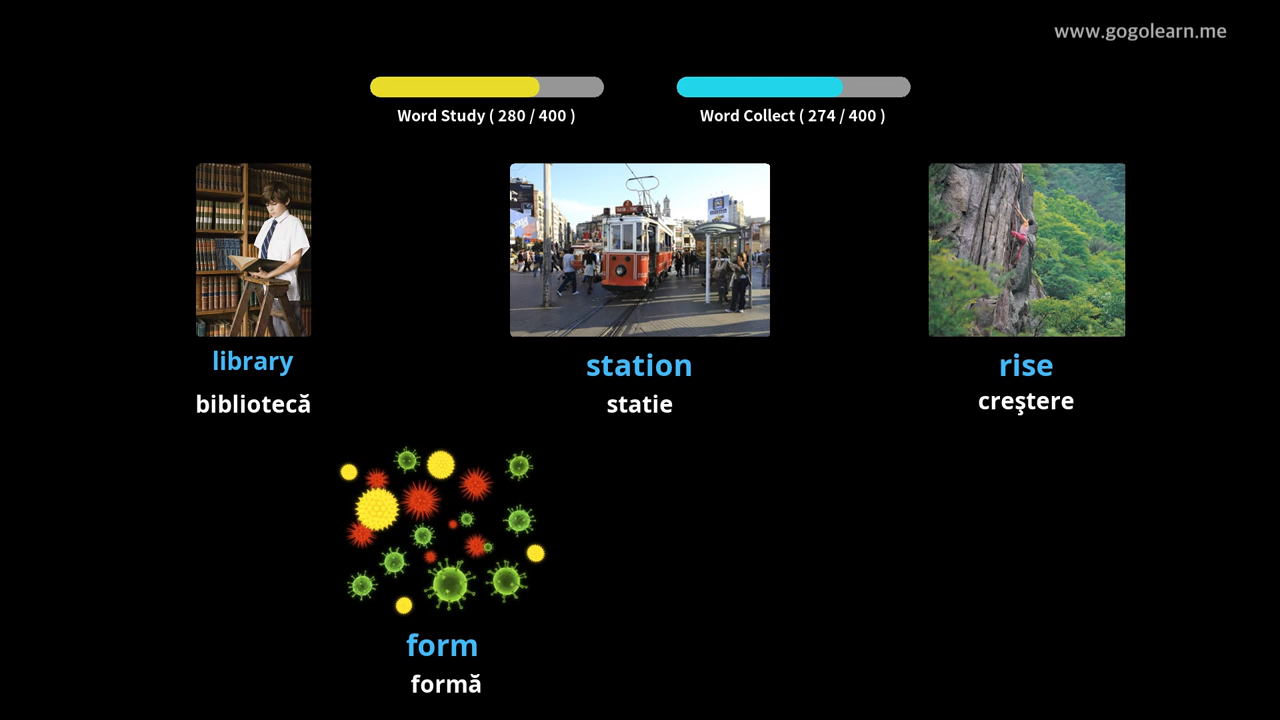 www.gogolearn.me
Word Study ( 280 / 400 )
Word Collect ( 274 / 400 )
library
station
rise
bibliotecă
statie
creştere
form
formă